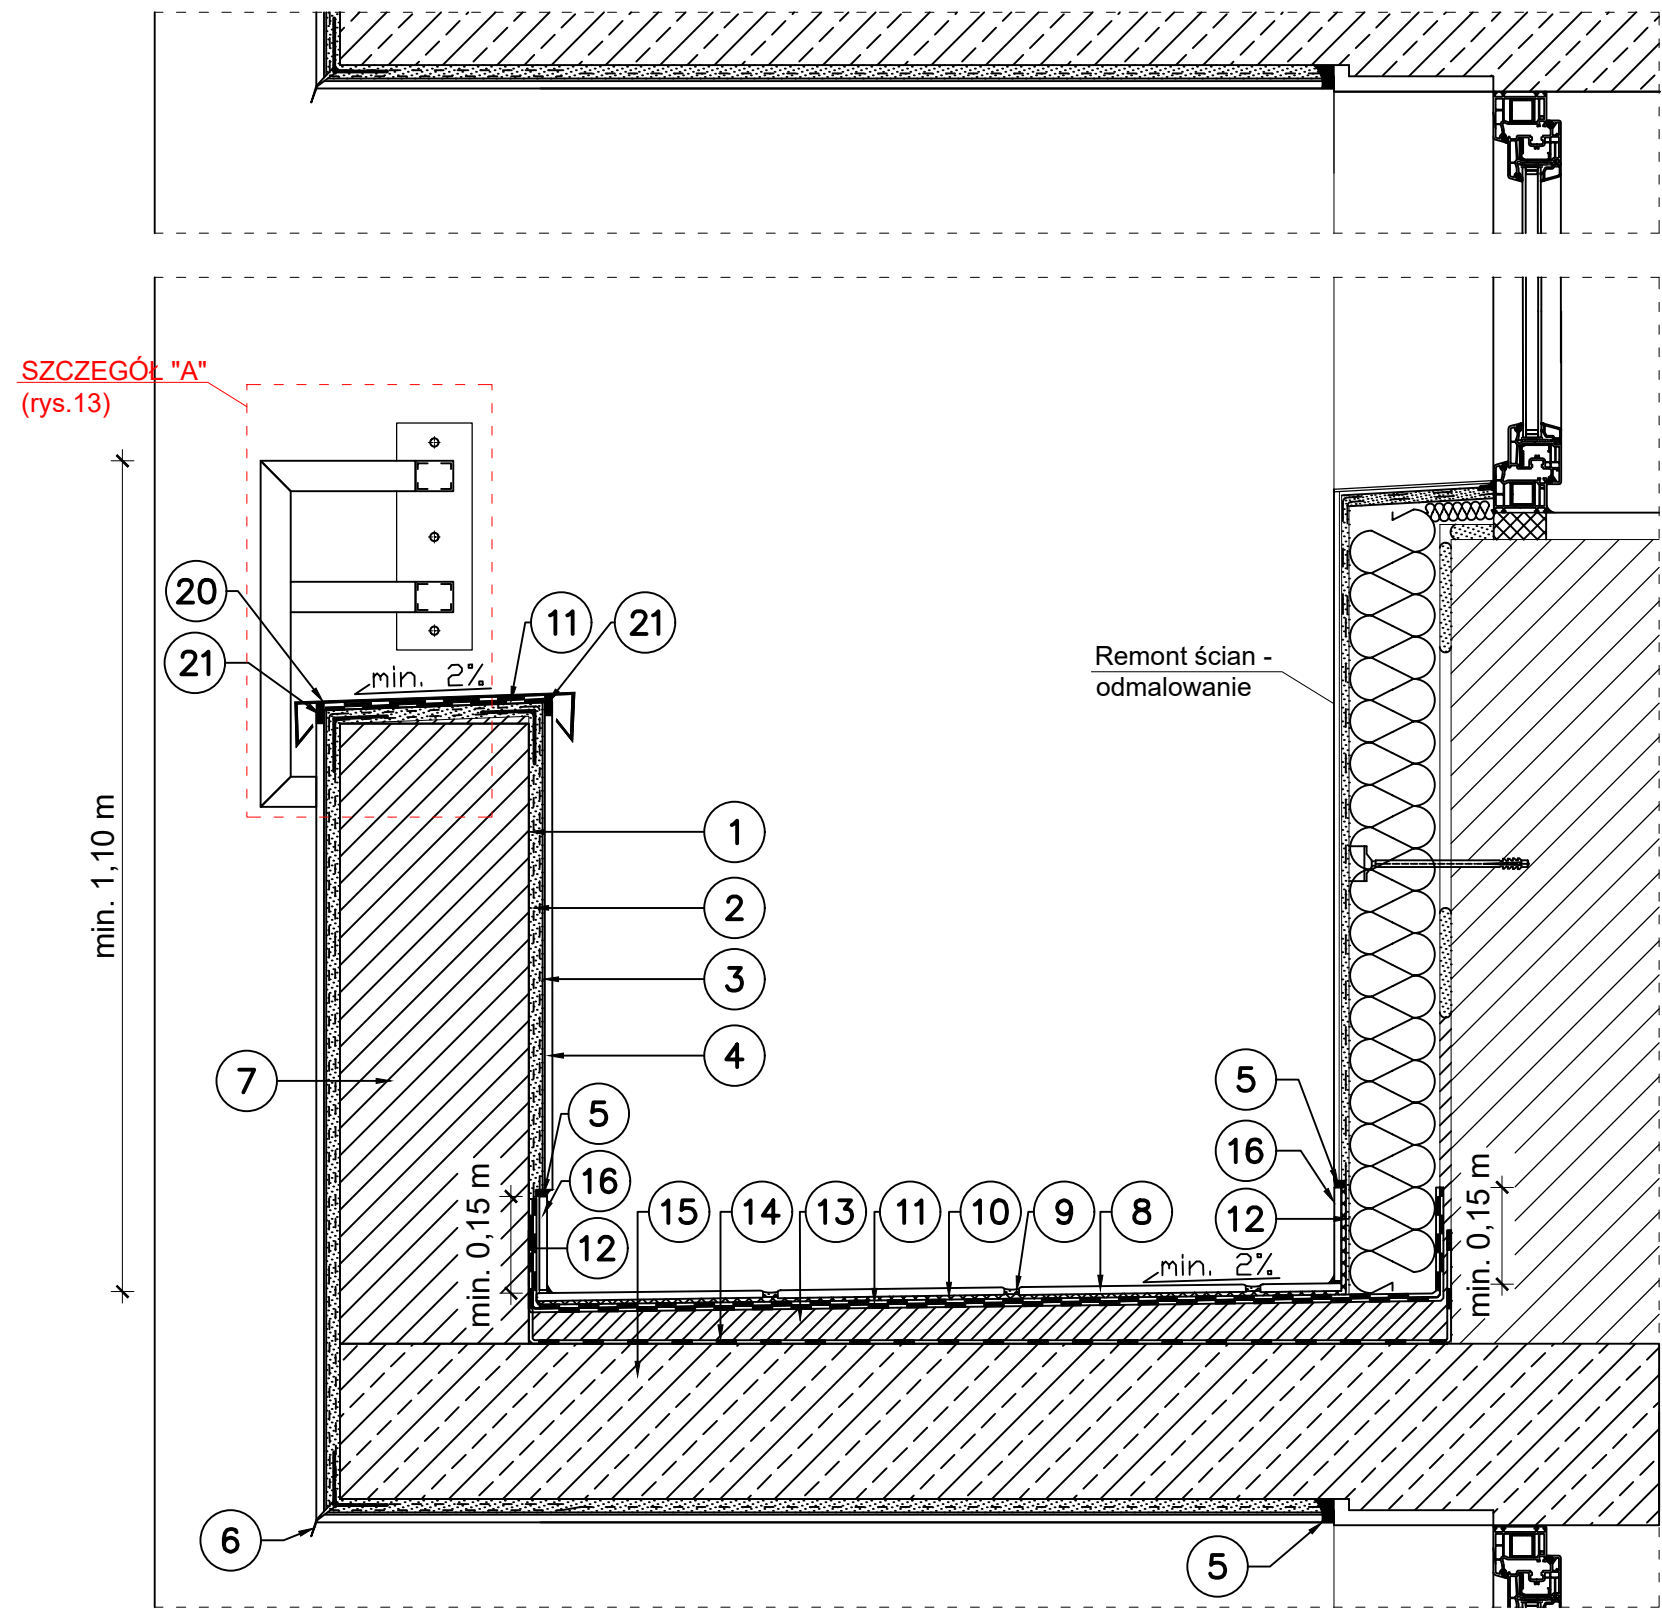 SZCZEGÓŁ "A"
(rys.13)
20
21
min. 2%
11
21
Remont ścian -
odmalowanie
min. 1,10 m
1
2
3
4
7
5
16
12
min. 0,15 m
15
14
13
11
10
9
8
min. 2%
5
16
12
min. 0,15 m
6
5